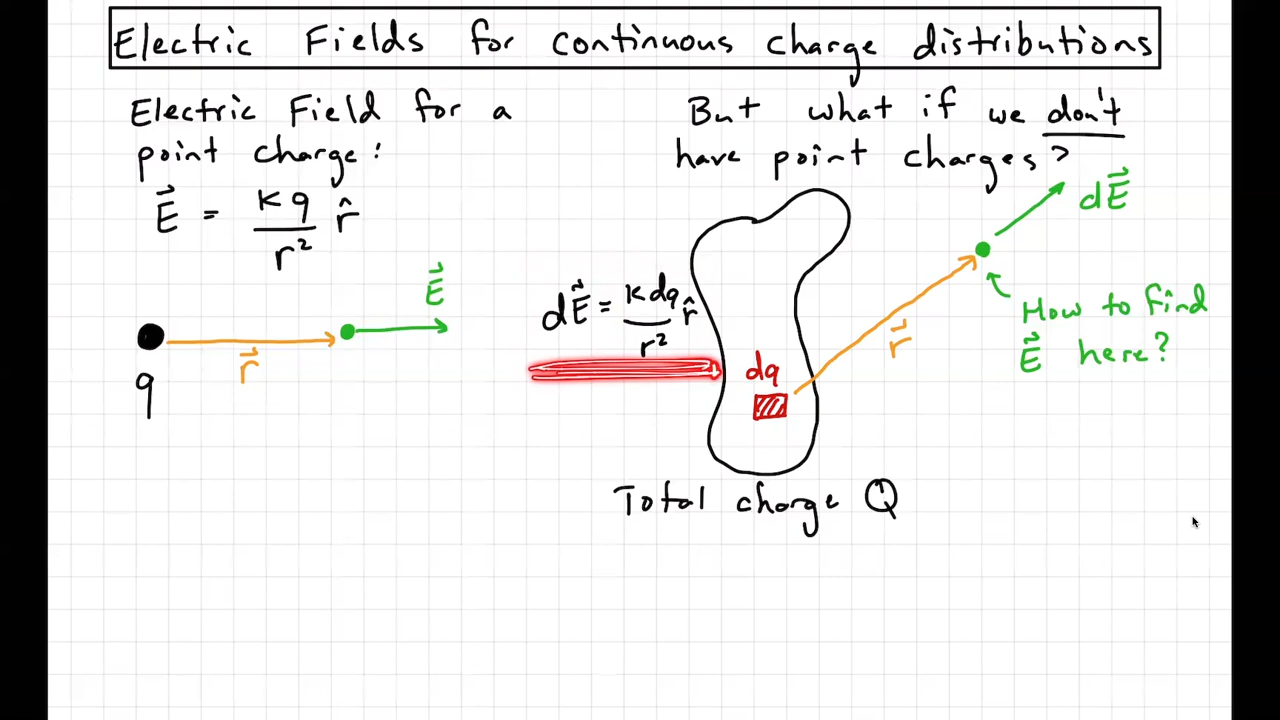 Electric Fields for continuous charge distributions
Electric Field for a
point charge:
E⃗ = kq/r² r̂
E⃗
r⃗
q
But what if we don't
have point charges?
dE⃗
dE⃗ = kdq/r² r̂
r⃗
How to find
E⃗ here?
dq
Total charge Q